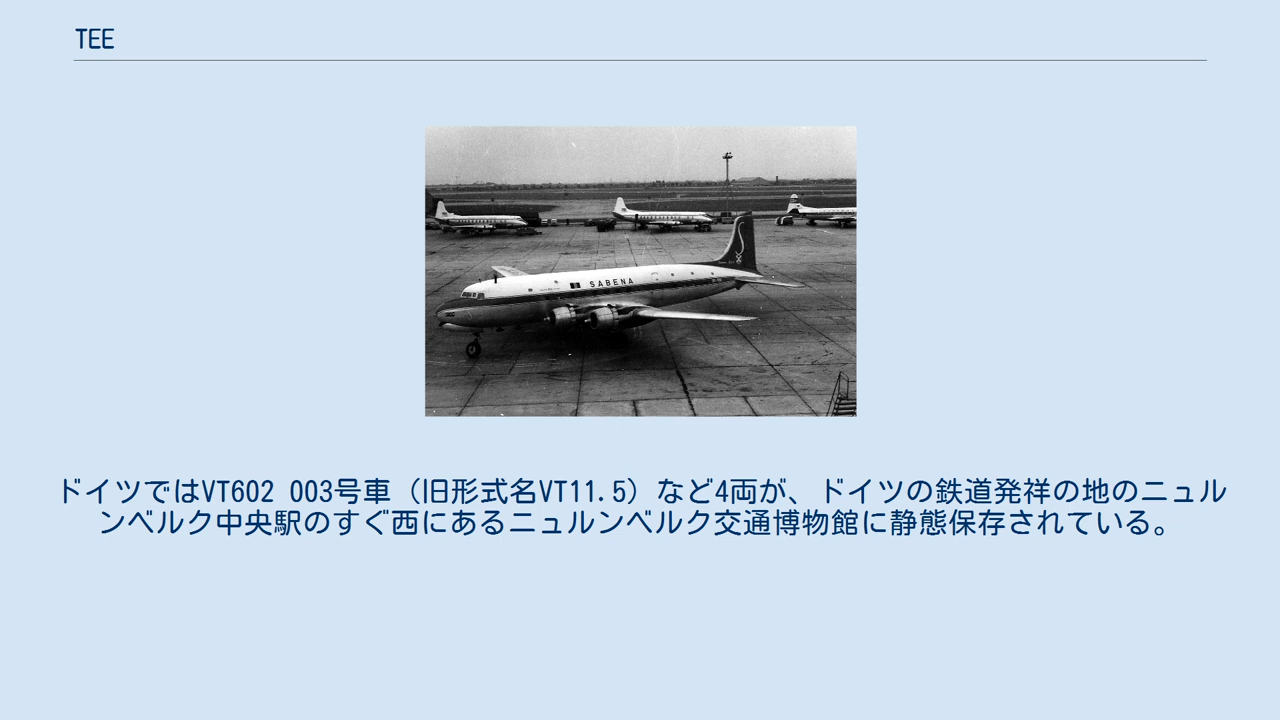 TEE
SABENA
ドイツではVT602 003号車（旧形式名VT11.5）など4両が、ドイツの鉄道発祥の地のニュル
ンベルク中央駅のすぐ西にあるニュルンベルク交通博物館に静態保存されている。